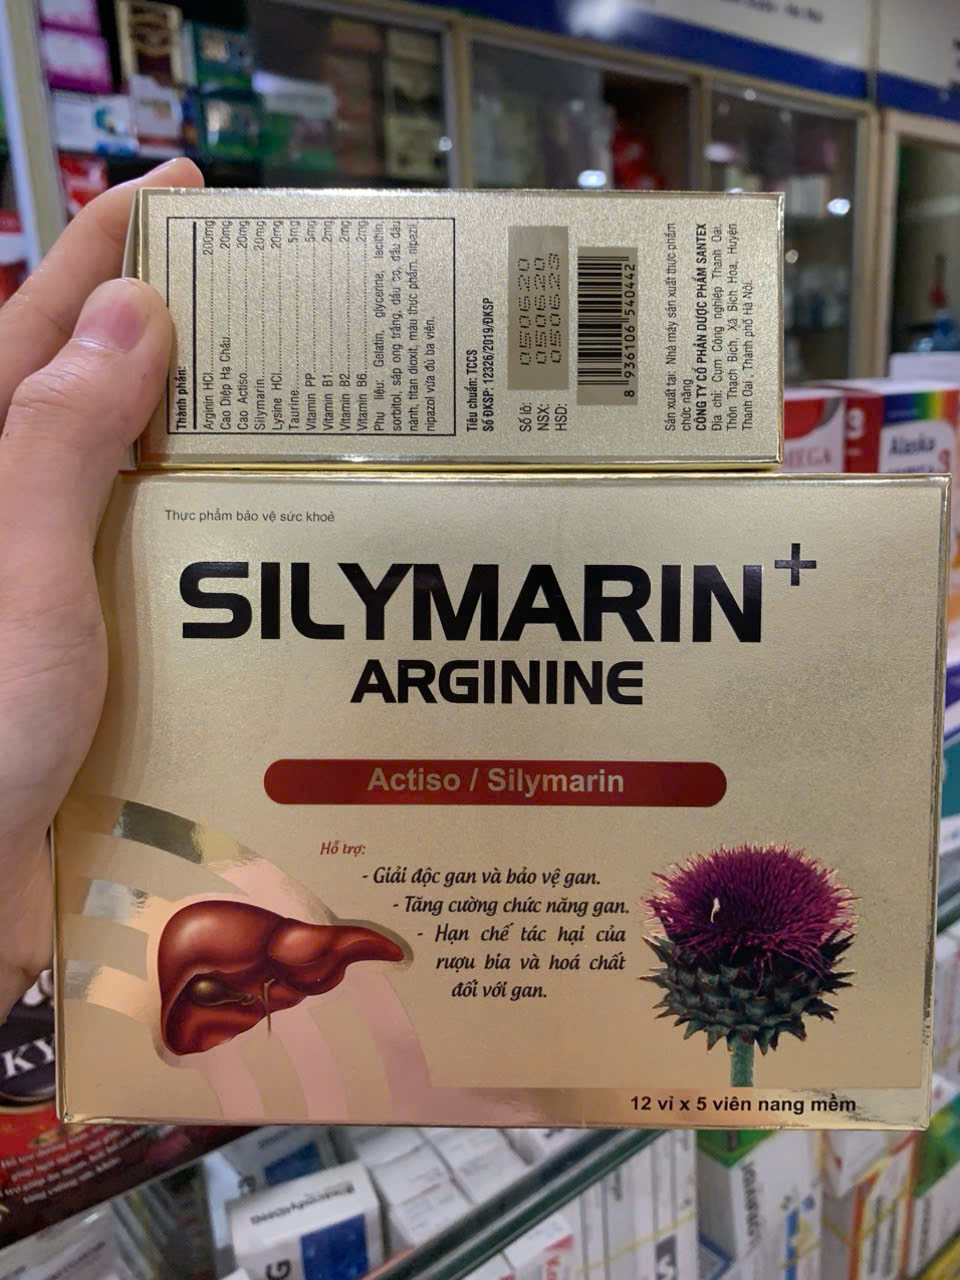 Thành phần:
Arginin HCl 200mg
Cao Diệp Hạ Châu 20mg
Cao Actiso 20mg
Silymarin 20mg
Lysine HCl 20mg
Taurine 5mg
Vitamin PP 5mg
Vitamin B1 2mg
Vitamin B2 2mg
Vitamin B6 2mg
Phụ liệu: Gelatin, glycerine, lecithin,
sorbitol, sáp ong trắng, dầu cọ, dầu đậu
nành, titan dioxit, màu thực phẩm, nipazil,
nipazol vừa đủ ba viên.
Tiêu chuẩn: TCCS
Số ĐKSP: 12326/2019/ĐKSP
Số lô: 050620
NSX: 050620
HSD: 050623
8 936106 540442
Sản xuất tại: Nhà máy sản xuất thực phẩm
chức năng
CÔNG TY CỔ PHẦN DƯỢC PHẨM SANTEX
Địa chỉ: Cụm Công nghiệp Thanh Oai,
Thôn Thạch Bích, Xã Bích Hoà, Huyện
Thanh Oai, Thành phố Hà Nội.
Thực phẩm bảo vệ sức khoẻ
SILYMARIN+
ARGININE
Actiso / Silymarin
Hỗ trợ:
- Giải độc gan và bảo vệ gan.
- Tăng cường chức năng gan.
- Hạn chế tác hại của
rượu bia và hoá chất
đối với gan.
12 vỉ x 5 viên nang mềm
Alaska
KY